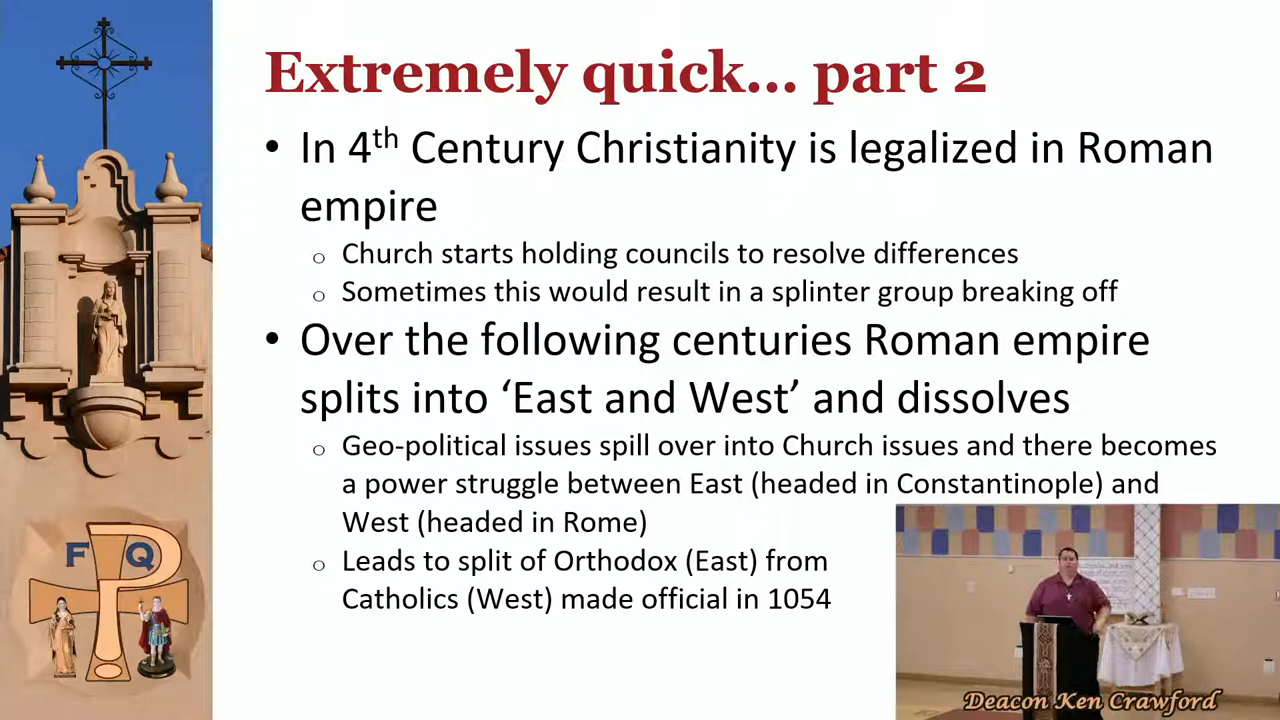 Extremely quick... part 2
• In 4th Century Christianity is legalized in Roman
empire
o Church starts holding councils to resolve differences
o Sometimes this would result in a splinter group breaking off
• Over the following centuries Roman empire
splits into ‘East and West’ and dissolves
o Geo-political issues spill over into Church issues and there becomes
a power struggle between East (headed in Constantinople) and
West (headed in Rome)
o Leads to split of Orthodox (East) from
Catholics (West) made official in 1054
F Q
Deacon Ken Crawford